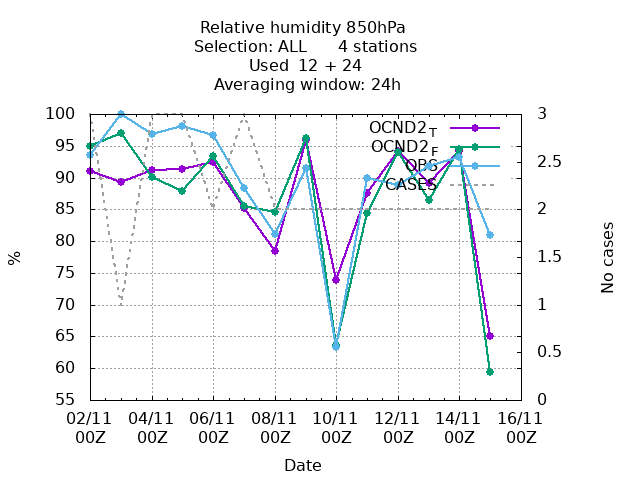 Relative humidity 850hPa
Selection: ALL      4 stations
Used  12 + 24
Averaging window: 24h
100
95
90
85
80
75
70
65
60
55
%
3
2.5
2
1.5
1
0.5
0
No cases
OCND2_T
OCND2_F
OBS
CASES
02/11 04/11 06/11 08/11 10/11 12/11 14/11 16/11
00Z 00Z 00Z 00Z 00Z 00Z 00Z 00Z
Date